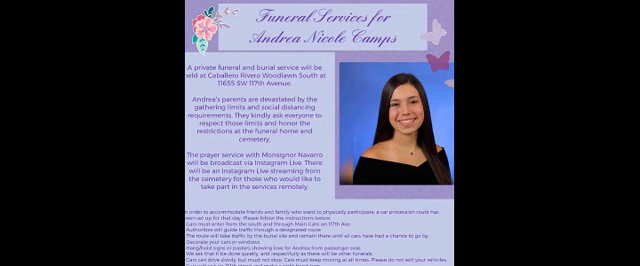 Funeral Services for
Andrea Nicole Camps
A private funeral and burial service will be
held at Caballero Rivero Woodlawn South at
11655 SW 117th Avenue.
Andrea's parents are devastated by the
gathering limits and social distancing
requirements. They kindly ask everyone to
respect those limits and honor the
restrictions at the funeral home and
cemetery.
The prayer service with Monsignor Navarro
will be broadcast via Instagram Live. There
will be an Instagram Live streaming from
the cemetery for those who would like to
take part in the services remotely.
In order to accommodate friends and family who want to physically participate, a car procession route has
been set up for that day. Please follow the instructions below:
Cars must enter from the south and through Main Gate on 117th Ave.
Authorities will guide traffic through a designated route.
The route will take traffic by the burial site and remain there until all cars have had a chance to go by.
Decorate your cars or windows.
Hang/hold signs or posters showing love for Andrea from passenger side.
We ask that it be done quietly, and respectfully as there will be other funerals.
Cars can drive slowly, but must not stop. Cars must keep moving at all times. Please do not exit your vehicles.